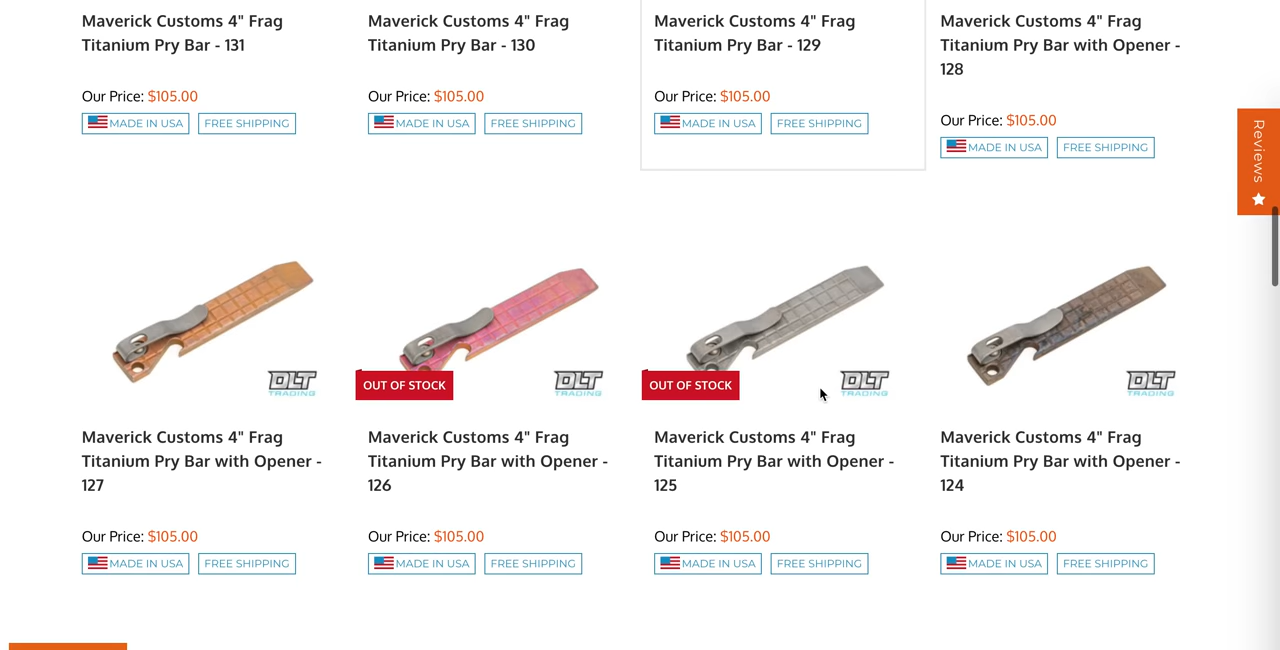 Maverick Customs 4" Frag
Titanium Pry Bar - 131
Our Price: $105.00
MADE IN USA
FREE SHIPPING
Maverick Customs 4" Frag
Titanium Pry Bar - 130
Our Price: $105.00
MADE IN USA
FREE SHIPPING
Maverick Customs 4" Frag
Titanium Pry Bar - 129
Our Price: $105.00
MADE IN USA
FREE SHIPPING
Maverick Customs 4" Frag
Titanium Pry Bar with Opener -
128
Our Price: $105.00
MADE IN USA
FREE SHIPPING
Reviews
DLT
TRADING
Maverick Customs 4" Frag
Titanium Pry Bar with Opener -
127
Our Price: $105.00
MADE IN USA
FREE SHIPPING
OUT OF STOCK
DLT
TRADING
Maverick Customs 4" Frag
Titanium Pry Bar with Opener -
126
Our Price: $105.00
MADE IN USA
FREE SHIPPING
OUT OF STOCK
DLT
TRADING
Maverick Customs 4" Frag
Titanium Pry Bar with Opener -
125
Our Price: $105.00
MADE IN USA
FREE SHIPPING
DLT
TRADING
Maverick Customs 4" Frag
Titanium Pry Bar with Opener -
124
Our Price: $105.00
MADE IN USA
FREE SHIPPING